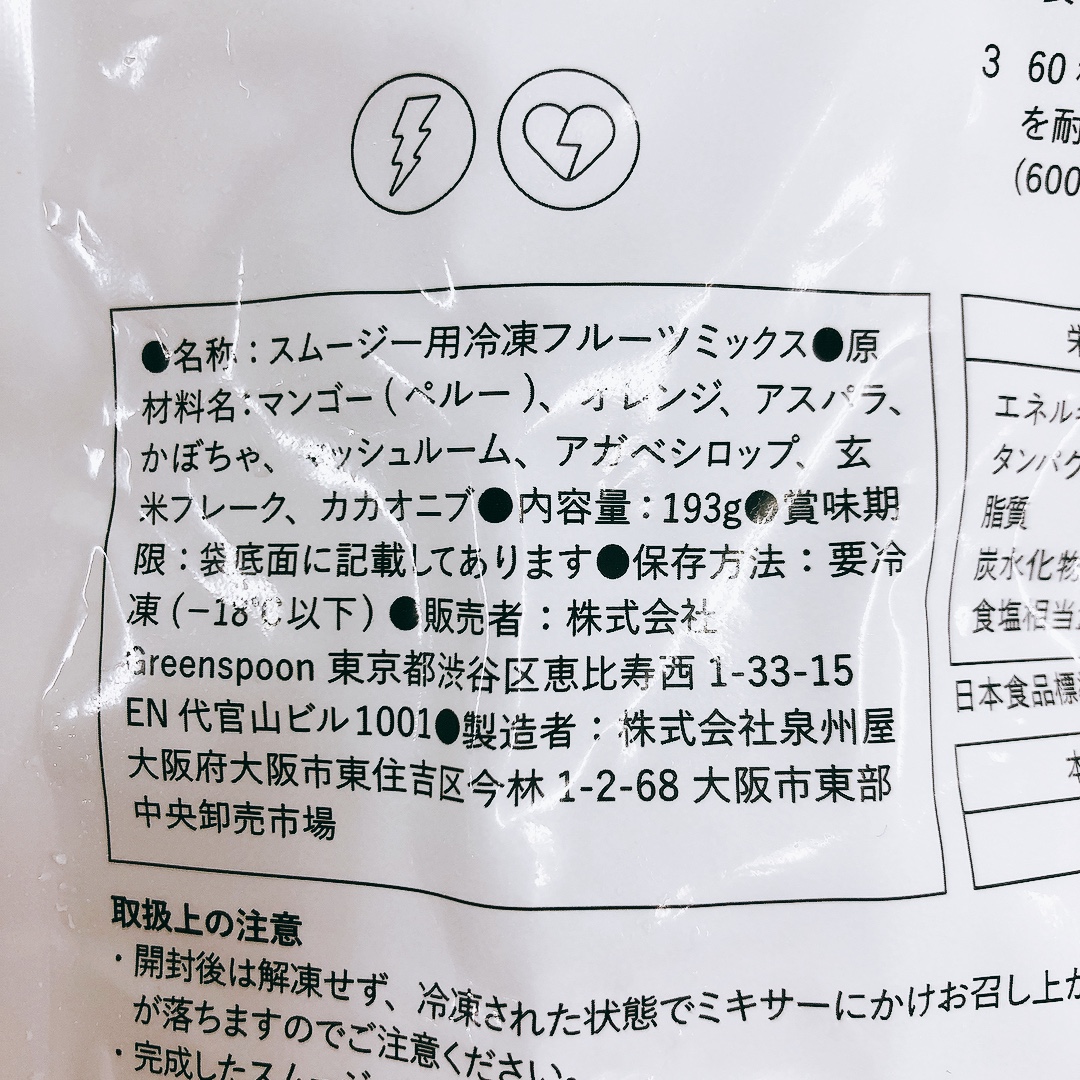 3 60
を耐
(600
●名称：スムージー用冷凍フルーツミックス●原
材料名：マンゴー(ペルー)、オレンジ、アスパラ、
かぼちゃ、マッシュルーム、アガベシロップ、玄
米フレーク、カカオニブ●内容量：193g●賞味期
限：袋底面に記載してあります●保存方法：要冷
凍(−18℃以下)●販売者：株式会社
Greenspoon 東京都渋谷区恵比寿西 1-33-15
EN 代官山ビル1001●製造者：株式会社泉州屋
大阪府大阪市東住吉区今林 1-2-68 大阪市東部
中央卸売市場
エネルギ
タンパク
脂質
炭水化物
食塩相当
日本食品標
取扱上の注意
・開封後は解凍せず、冷凍された状態でミキサーにかけお召し上が
が落ちますのでご注意ください。
・完成したスムージー